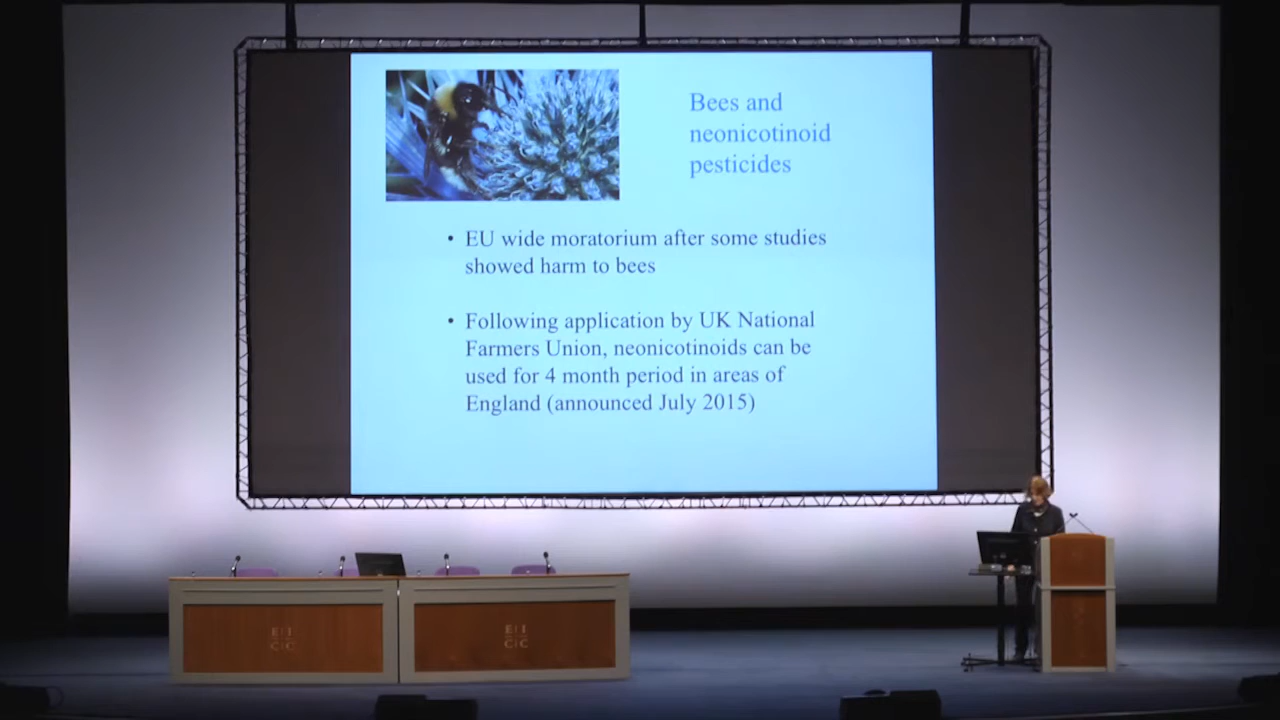 Bees and
neonicotinoid
pesticides
• EU wide moratorium after some studies
showed harm to bees
• Following application by UK National
Farmers Union, neonicotinoids can be
used for 4 month period in areas of
England (announced July 2015)
E I
C C
E I
C C